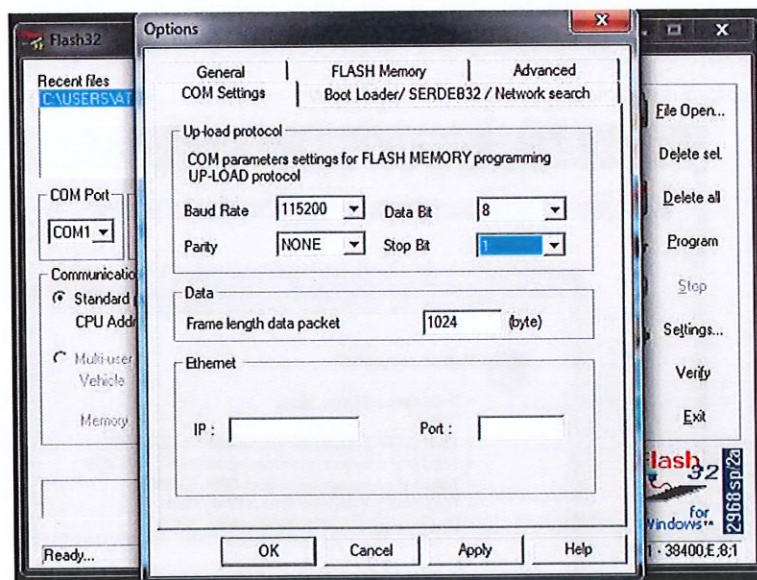 Flash32
Options
X
X
General
FLASH Memory
Advanced
COM Settings
Boot Loader/ SERDEB32 / Network search
Recent files
C:\USERS\AT
COM Port
COM1
Communicatio
Standard
CPU Addr
Multi-user
Vehicle
Memory
Ready...
Up-load protocol
COM parameters settings for FLASH MEMORY programming
UP-LOAD protocol
Baud Rate 115200 Data Bit 8
Parity NONE Stop Bit 1
Data
Frame length data packet 1024 (byte)
Ethernet
IP : Port :
OK Cancel Apply Help
File Open...
Delete sel.
Delete all
Program
Stop
Settings...
Verify
Exit
lash
32
for
Windows™
2968.spi2a
1 - 38400,E,8;1